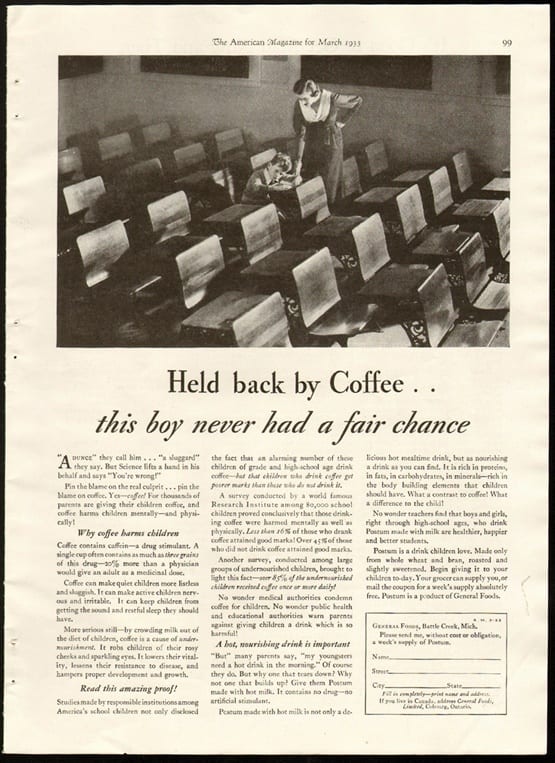 The American Magazine for March 1933
99
Held back by Coffee . .
this boy never had a fair chance
"A DUNCE" they call him . . . "a sluggard"
they say. But Science lifts a hand in his
behalf and says "You're wrong!"
Pin the blame on the real culprit . . . pin the
blame on coffee. Yes—coffee! For thousands of
parents are giving their children coffee, and
coffee harms children mentally—and physi-
cally!
Why coffee harms children
Coffee contains caffein—a drug stimulant. A
single cup often contains as much as three grains
of this drug—20% more than a physician
would give an adult as a medicinal dose.
Coffee can make quiet children more listless
and sluggish. It can make active children nerv-
ous and irritable. It can keep children from
getting the sound and restful sleep they should
have.
More serious still—by crowding milk out of
the diet of children, coffee is a cause of under-
nourishment. It robs children of their rosy
cheeks and sparkling eyes. It lowers their vital-
ity, lessens their resistance to disease, and
hampers proper development and growth.
Read this amazing proof!
Studies made by responsible institutions among
America's school children not only disclosed
the fact that an alarming number of these
children of grade and high-school age drink
coffee—but that children who drink coffee get
poorer marks than those who do not drink it.
A survey conducted by a world famous
Research Institute among 80,000 school
children proved conclusively that those drink-
ing coffee were harmed mentally as well as
physically. Less than 16% of those who drank
coffee attained good marks! Over 45% of those
who did not drink coffee attained good marks.
Another survey, conducted among large
groups of undernourished children, brought to
light this fact—over 85% of the undernourished
children received coffee once or more daily!
No wonder medical authorities condemn
coffee for children. No wonder public health
and educational authorities warn parents
against giving children a drink which is so
harmful!
A hot, nourishing drink is important
"But" many parents say, "my youngsters
need a hot drink in the morning." Of course
they do. But why one that tears down? Why
not one that builds up? Give them Postum
made with hot milk. It contains no drug—no
artificial stimulant.
Postum made with hot milk is not only a de-
licious hot mealtime drink, but as nourishing
a drink as you can find. It is rich in proteins,
in fats, in carbohydrates, in minerals—rich in
the body building elements that children
should have. What a contrast to coffee! What
a difference to the child!
No wonder teachers find that boys and girls,
right through high-school ages, who drink
Postum made with milk are healthier, happier
and better students.
Postum is a drink children love. Made only
from whole wheat and bran, roasted and
slightly sweetened. Begin giving it to your
children to-day. Your grocer can supply you, or
mail the coupon for a week's supply absolutely
free. Postum is a product of General Foods.
GENERAL FOODS, Battle Creek, Mich.
Please send me, without cost or obligation,
a week's supply of Postum.
Name
Street
City State
Fill in completely—print name and address.
If you live in Canada, address General Foods,
Limited, Cobourg, Ontario.